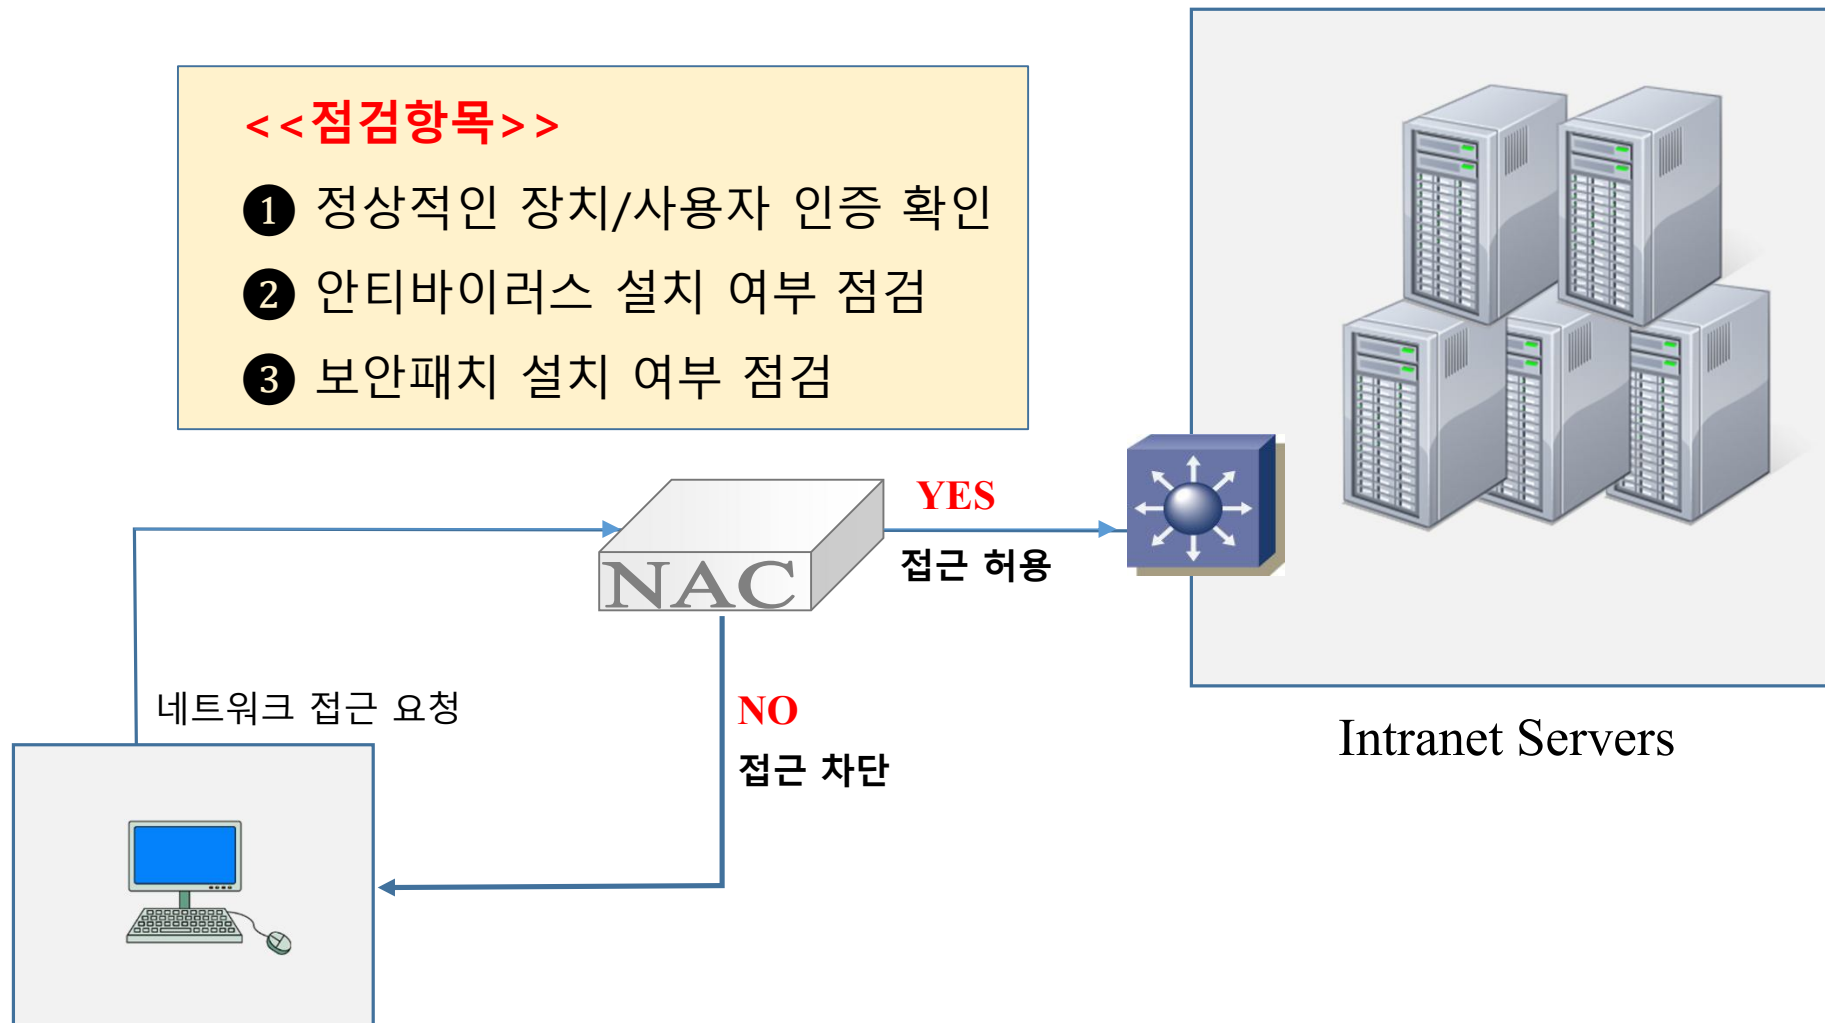 <<점검항목>>
❶ 정상적인 장치/사용자 인증 확인
❷ 안티바이러스 설치 여부 점검
❸ 보안패치 설치 여부 점검
YES
접근 허용
NAC
네트워크 접근 요청
NO
접근 차단
Intranet Servers